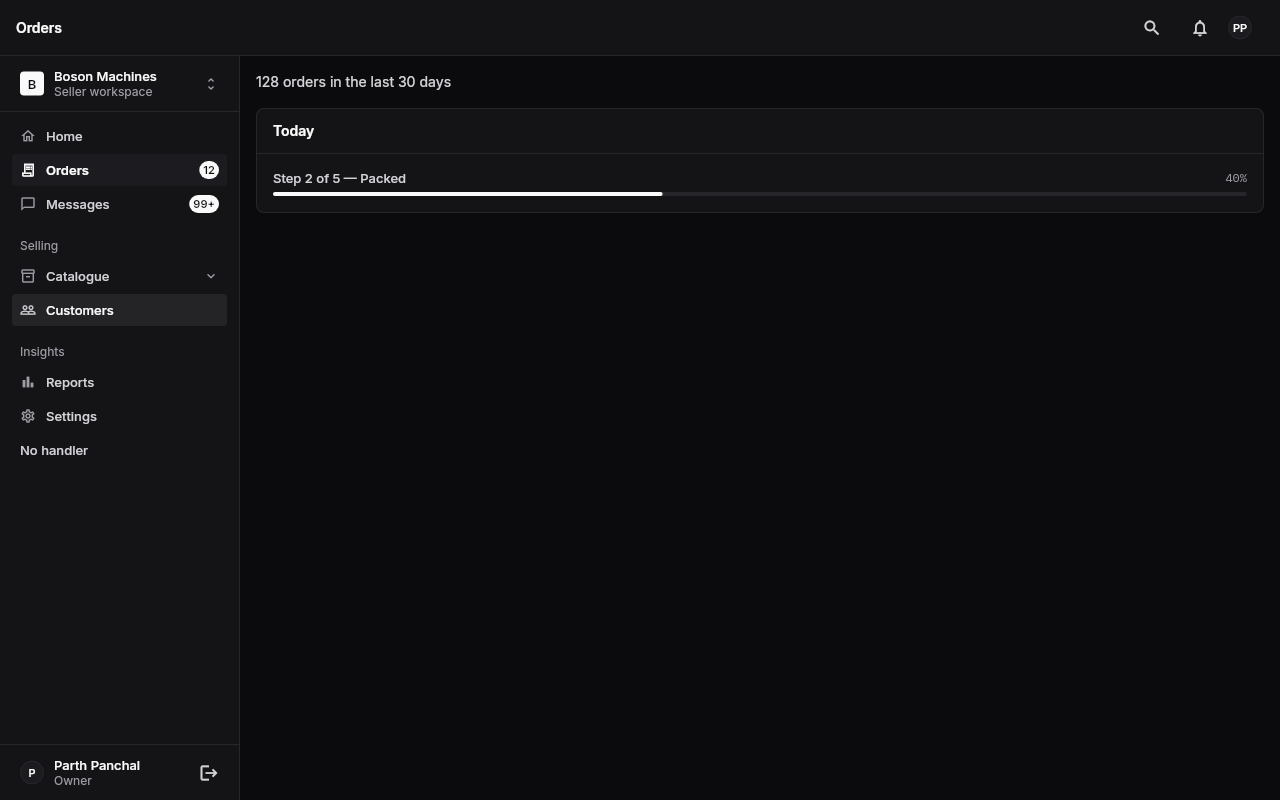 Orders
PP
B
Boson Machines
Seller workspace
Home
Orders 12
Messages 99+
Selling
Catalogue
Customers
Insights
Reports
Settings
No handler
P
Parth Panchal
Owner
128 orders in the last 30 days
Today
Step 2 of 5 — Packed 40%